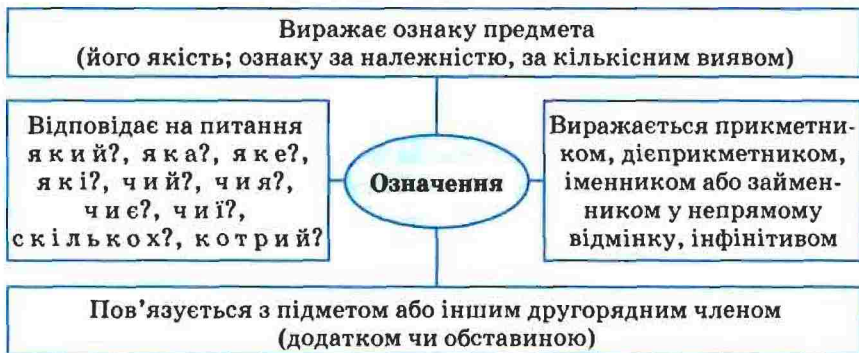 Виражає ознаку предмета
(його якість; ознаку за належністю, за кількісним виявом)
Відповідає на питання
який?, яка?, яке?,
які?, чий?, чия?,
чиє?, чиї?,
скількох?, котрий?
Означення
Виражається прикметни-
ком, дієприкметником,
іменником або займен-
ником у непрямому
відмінку, інфінітивом
Пов’язується з підметом або іншим другорядним членом
(додатком чи обставиною)